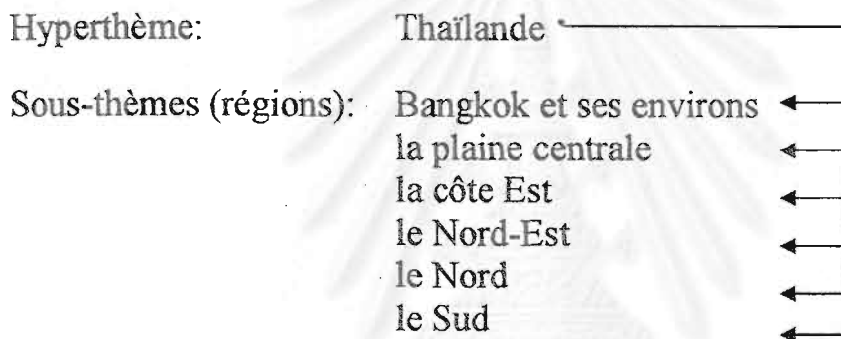 Hyperthème: Thaïlande
Sous-thèmes (régions): Bangkok et ses environs
la plaine centrale
la côte Est
le Nord-Est
le Nord
le Sud